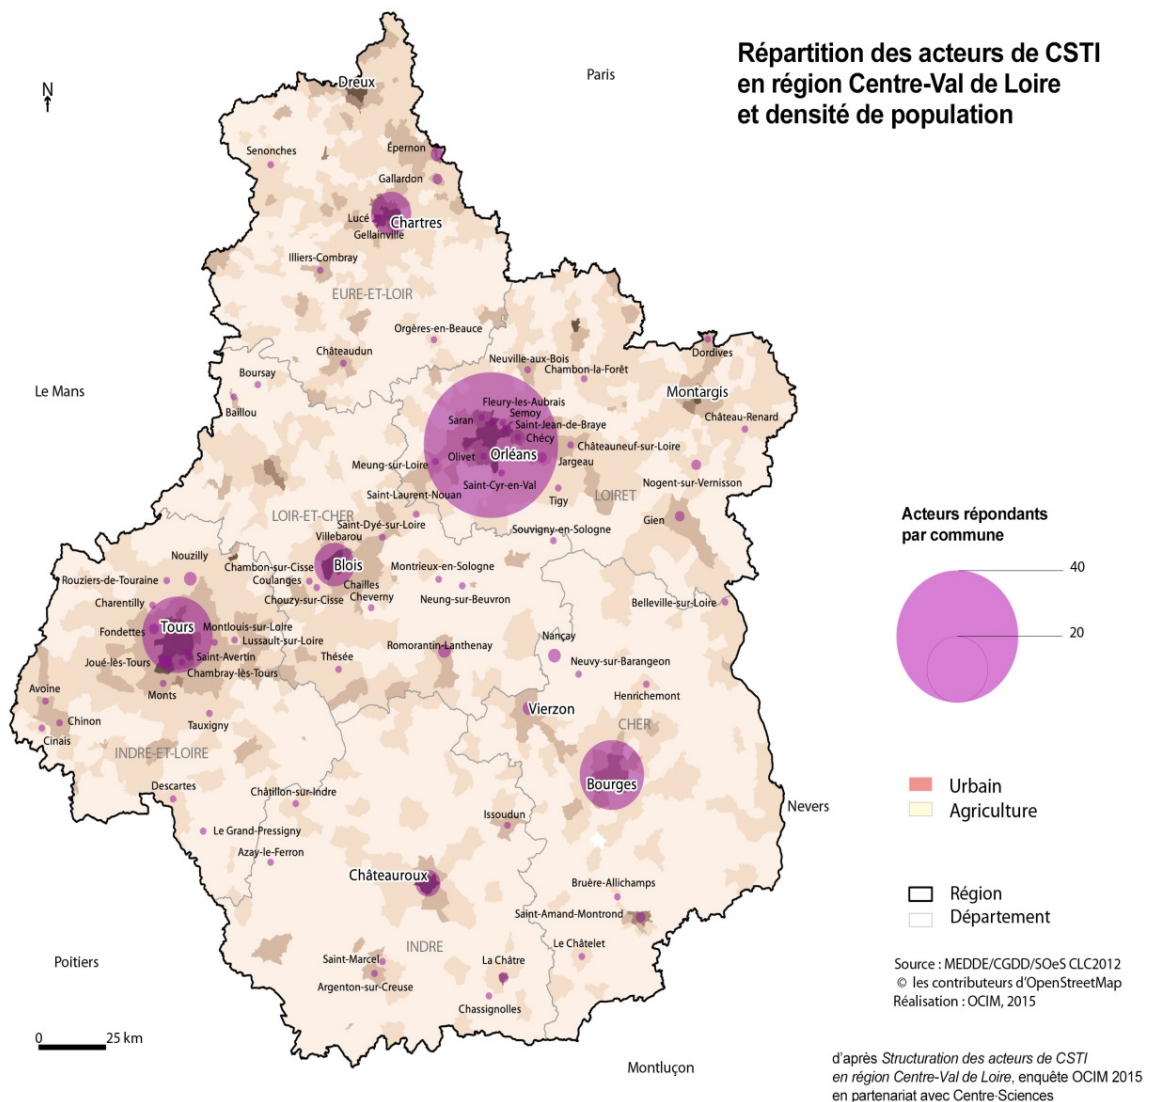 Répartition des acteurs de CSTI
en région Centre-Val de Loire
et densité de population
N
Paris
Dreux
Senonches
Épernon
Gallardon
Lucé
Chartres
Gellainville
Illiers-Combray
EURE-ET-LOIR
Orgères-en-Beauce
Châteaudun
Neuville-aux-Bois
Chambon-la-Forêt
Dordives
Boursay
Le Mans
Baillou
Montargis
Château-Renard
Fleury-les-Aubrais
Semoy
Saran
Saint-Jean-de-Braye
Chécy
Châteauneuf-sur-Loire
Olivet
Orléans
Jargeau
Meung-sur-Loire
Saint-Cyr-en-Val
Nogent-sur-Vernisson
Saint-Laurent-Nouan
Tigy
LOIRET
LOIR-ET-CHER
Saint-Dyé-sur-Loire
Gien
Villebarou
Souvigny-en-Sologne
Nouzilly
Chambon-sur-Cisse
Blois
Montrieux-en-Sologne
Rouziers-de-Touraine
Coulanges
Chailles
Chouzy-sur-Cisse
Cheverny
Neung-sur-Beuvron
Charentilly
Belleville-sur-Loire
Fondettes
Tours
Montlouis-sur-Loire
Lussault-sur-Loire
Nançay
Romorantin-Lanthenay
Joué-lès-Tours
Saint-Avertin
Thésée
Neuvy-sur-Barangeon
Chambray-lès-Tours
Avoine
Monts
Henrichemont
Vierzon
Chinon
Tauxigny
CHER
Cinais
INDRE-ET-LOIRE
Bourges
Descartes
Châtillon-sur-Indre
Nevers
Issoudun
Le Grand-Pressigny
Azay-le-Ferron
Châteauroux
Bruère-Allichamps
Saint-Amand-Montrond
INDRE
Le Châtelet
Poitiers
Saint-Marcel
La Châtre
Argenton-sur-Creuse
Chassignolles
0 25 km
Montluçon
Acteurs répondants
par commune
40
20
Urbain
Agriculture
Région
Département
Source : MEDDE/CGDD/SOeS CLC2012
© les contributeurs d'OpenStreetMap
Réalisation : OCIM, 2015
d'après Structuration des acteurs de CSTI
en région Centre-Val de Loire, enquête OCIM 2015
en partenariat avec Centre·Sciences